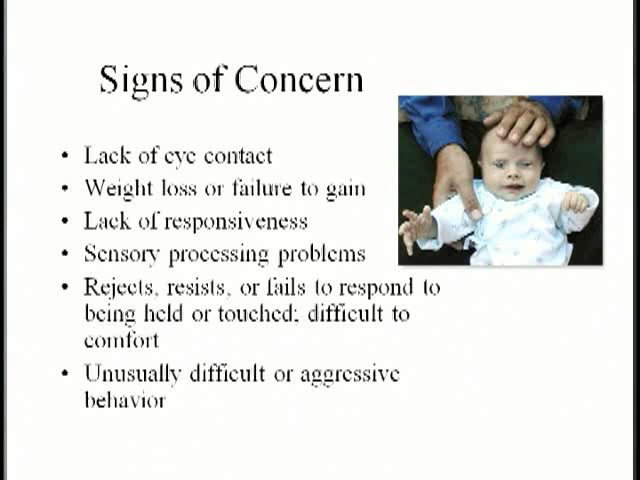 Signs of Concern
• Lack of eye contact
• Weight loss or failure to gain
• Lack of responsiveness
• Sensory processing problems
• Rejects, resists, or fails to respond to
being held or touched; difficult to
comfort
• Unusually difficult or aggressive
behavior